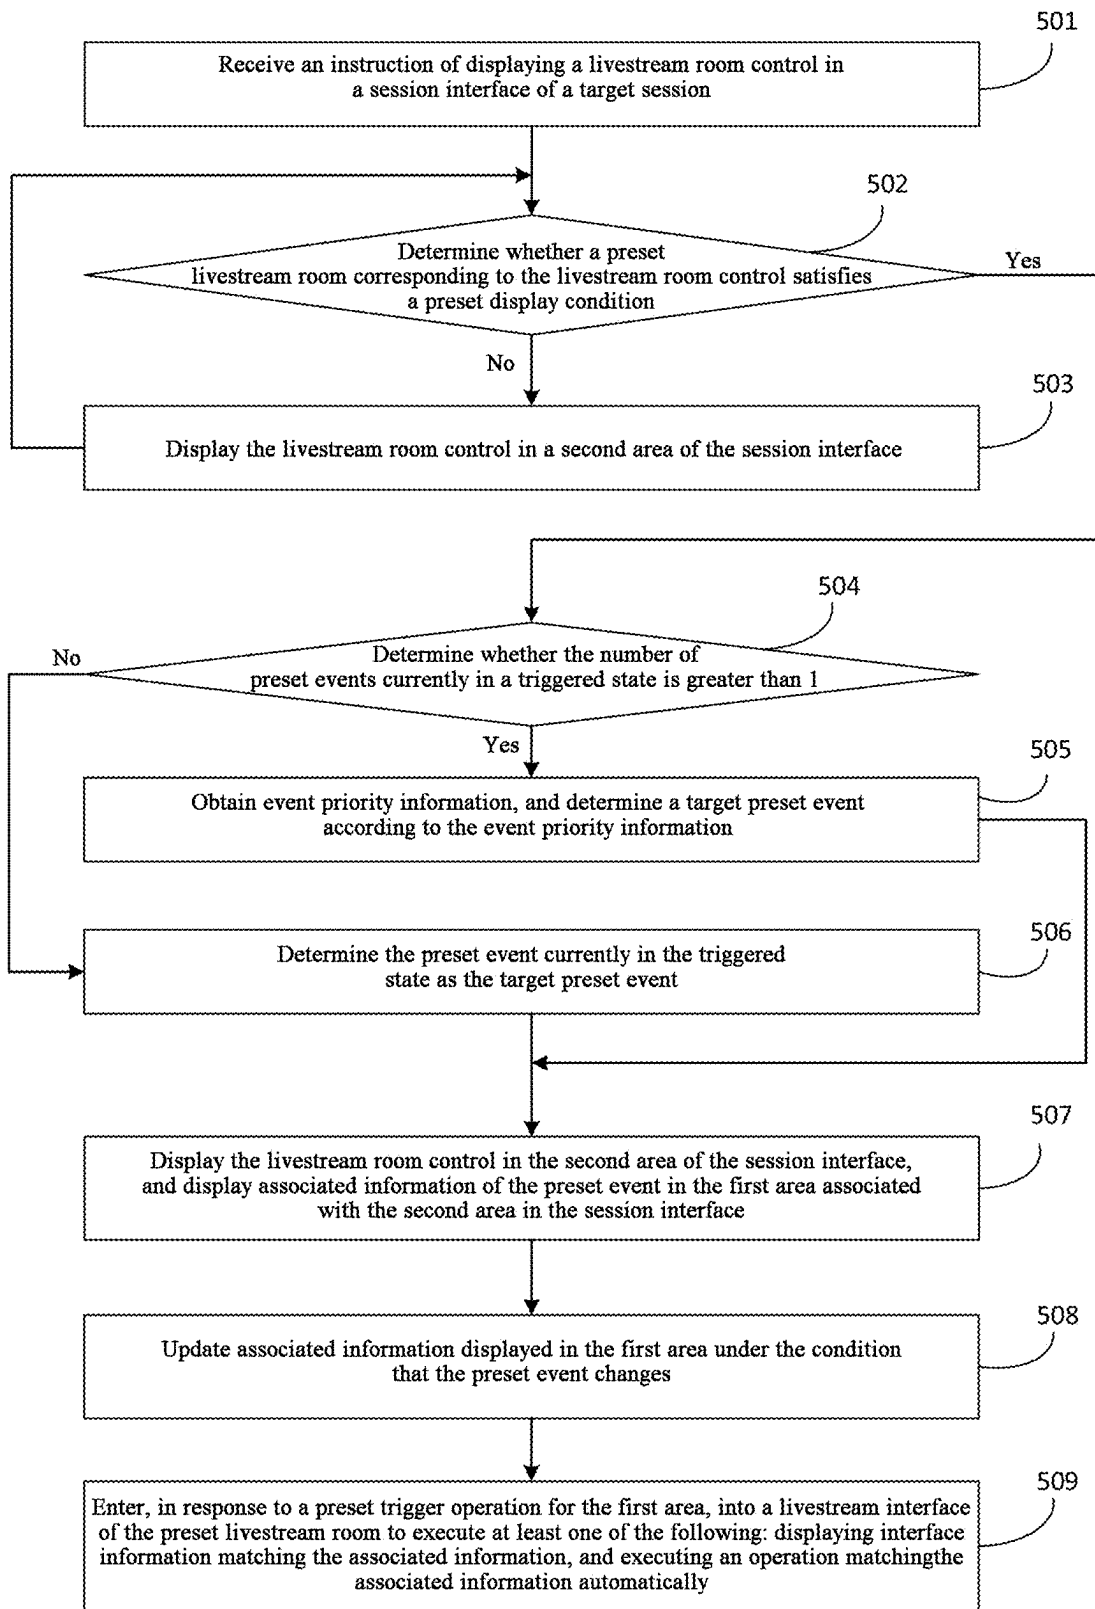 501
Receive an instruction of displaying a livestream room control in
a session interface of a target session
502
Determine whether a preset
livestream room corresponding to the livestream room control satisfies
a preset display condition
Yes
No
503
Display the livestream room control in a second area of the session interface
504
No
Determine whether the number of
preset events currently in a triggered state is greater than 1
Yes
505
Obtain event priority information, and determine a target preset event
according to the event priority information
506
Determine the preset event currently in the triggered
state as the target preset event
507
Display the livestream room control in the second area of the session interface,
and display associated information of the preset event in the first area associated
with the second area in the session interface
508
Update associated information displayed in the first area under the condition
that the preset event changes
509
Enter, in response to a preset trigger operation for the first area, into a livestream interface
of the preset livestream room to execute at least one of the following: displaying interface
information matching the associated information, and executing an operation matchingthe
associated information automatically